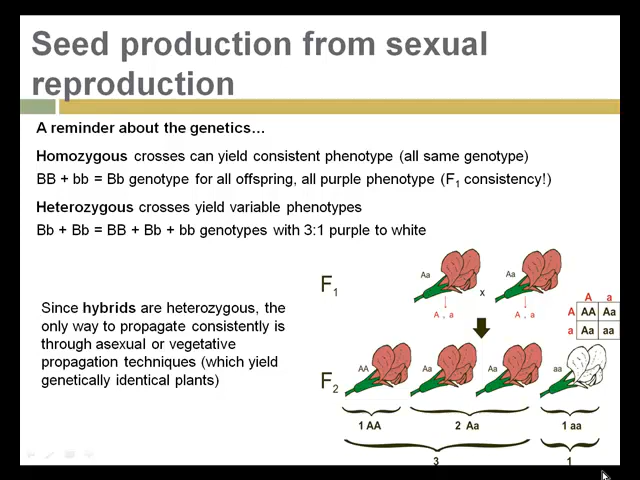 Seed production from sexual
reproduction
A reminder about the genetics…
Homozygous crosses can yield consistent phenotype (all same genotype)
BB + bb = Bb genotype for all offspring, all purple phenotype (F1 consistency!)
Heterozygous crosses yield variable phenotypes
Bb + Bb = BB + Bb + bb genotypes with 3:1 purple to white
Since hybrids are heterozygous, the
only way to propagate consistently is
through asexual or vegetative
propagation techniques (which yield
genetically identical plants)
F1
Aa
x
Aa
A , a
A , a
A a
A AA Aa
a Aa aa
F2
AA
Aa
Aa
aa
1 AA
2 Aa
1 aa
3
1